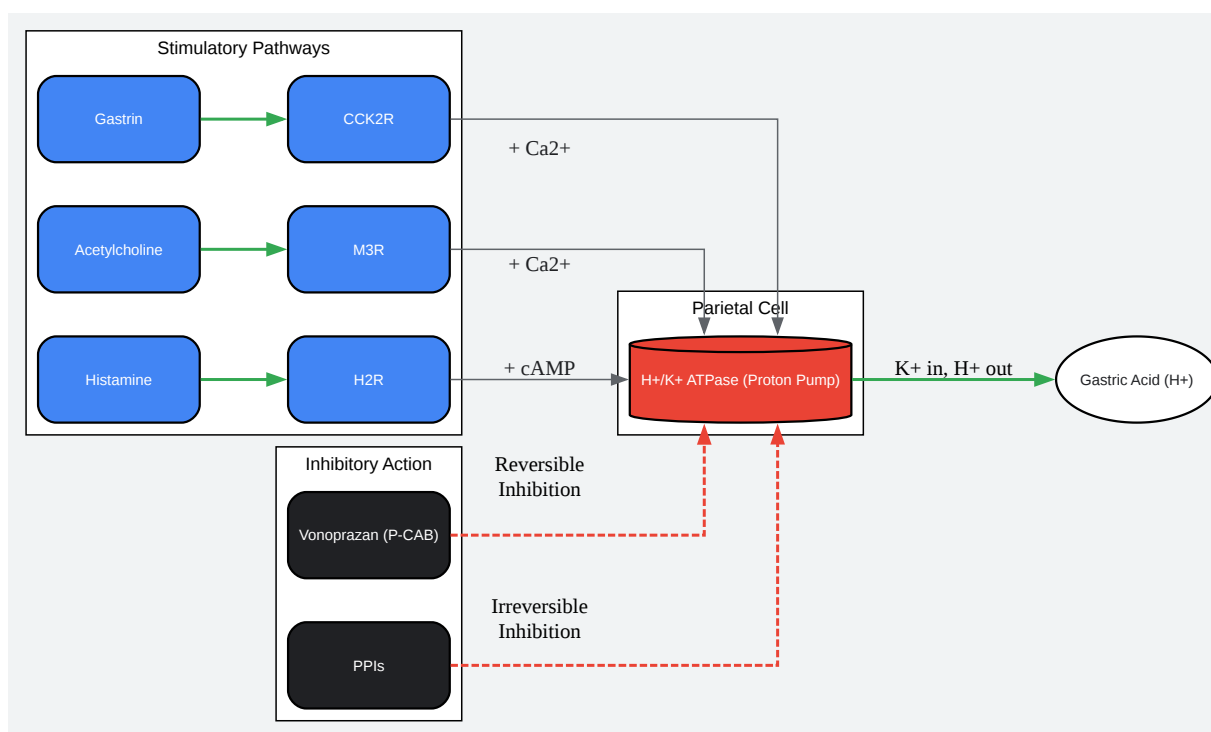 Stimulatory Pathways
Gastrin
CCK2R
+ Ca2+
Acetylcholine
M3R
+ Ca2+
Parietal Cell
Histamine
H2R
+ cAMP
H+/K+ ATPase (Proton Pump)
K+ in, H+ out
Gastric Acid (H+)
Inhibitory Action
Reversible
Inhibition
Vonoprazan (P-CAB)
Irreversible
Inhibition
PPIs